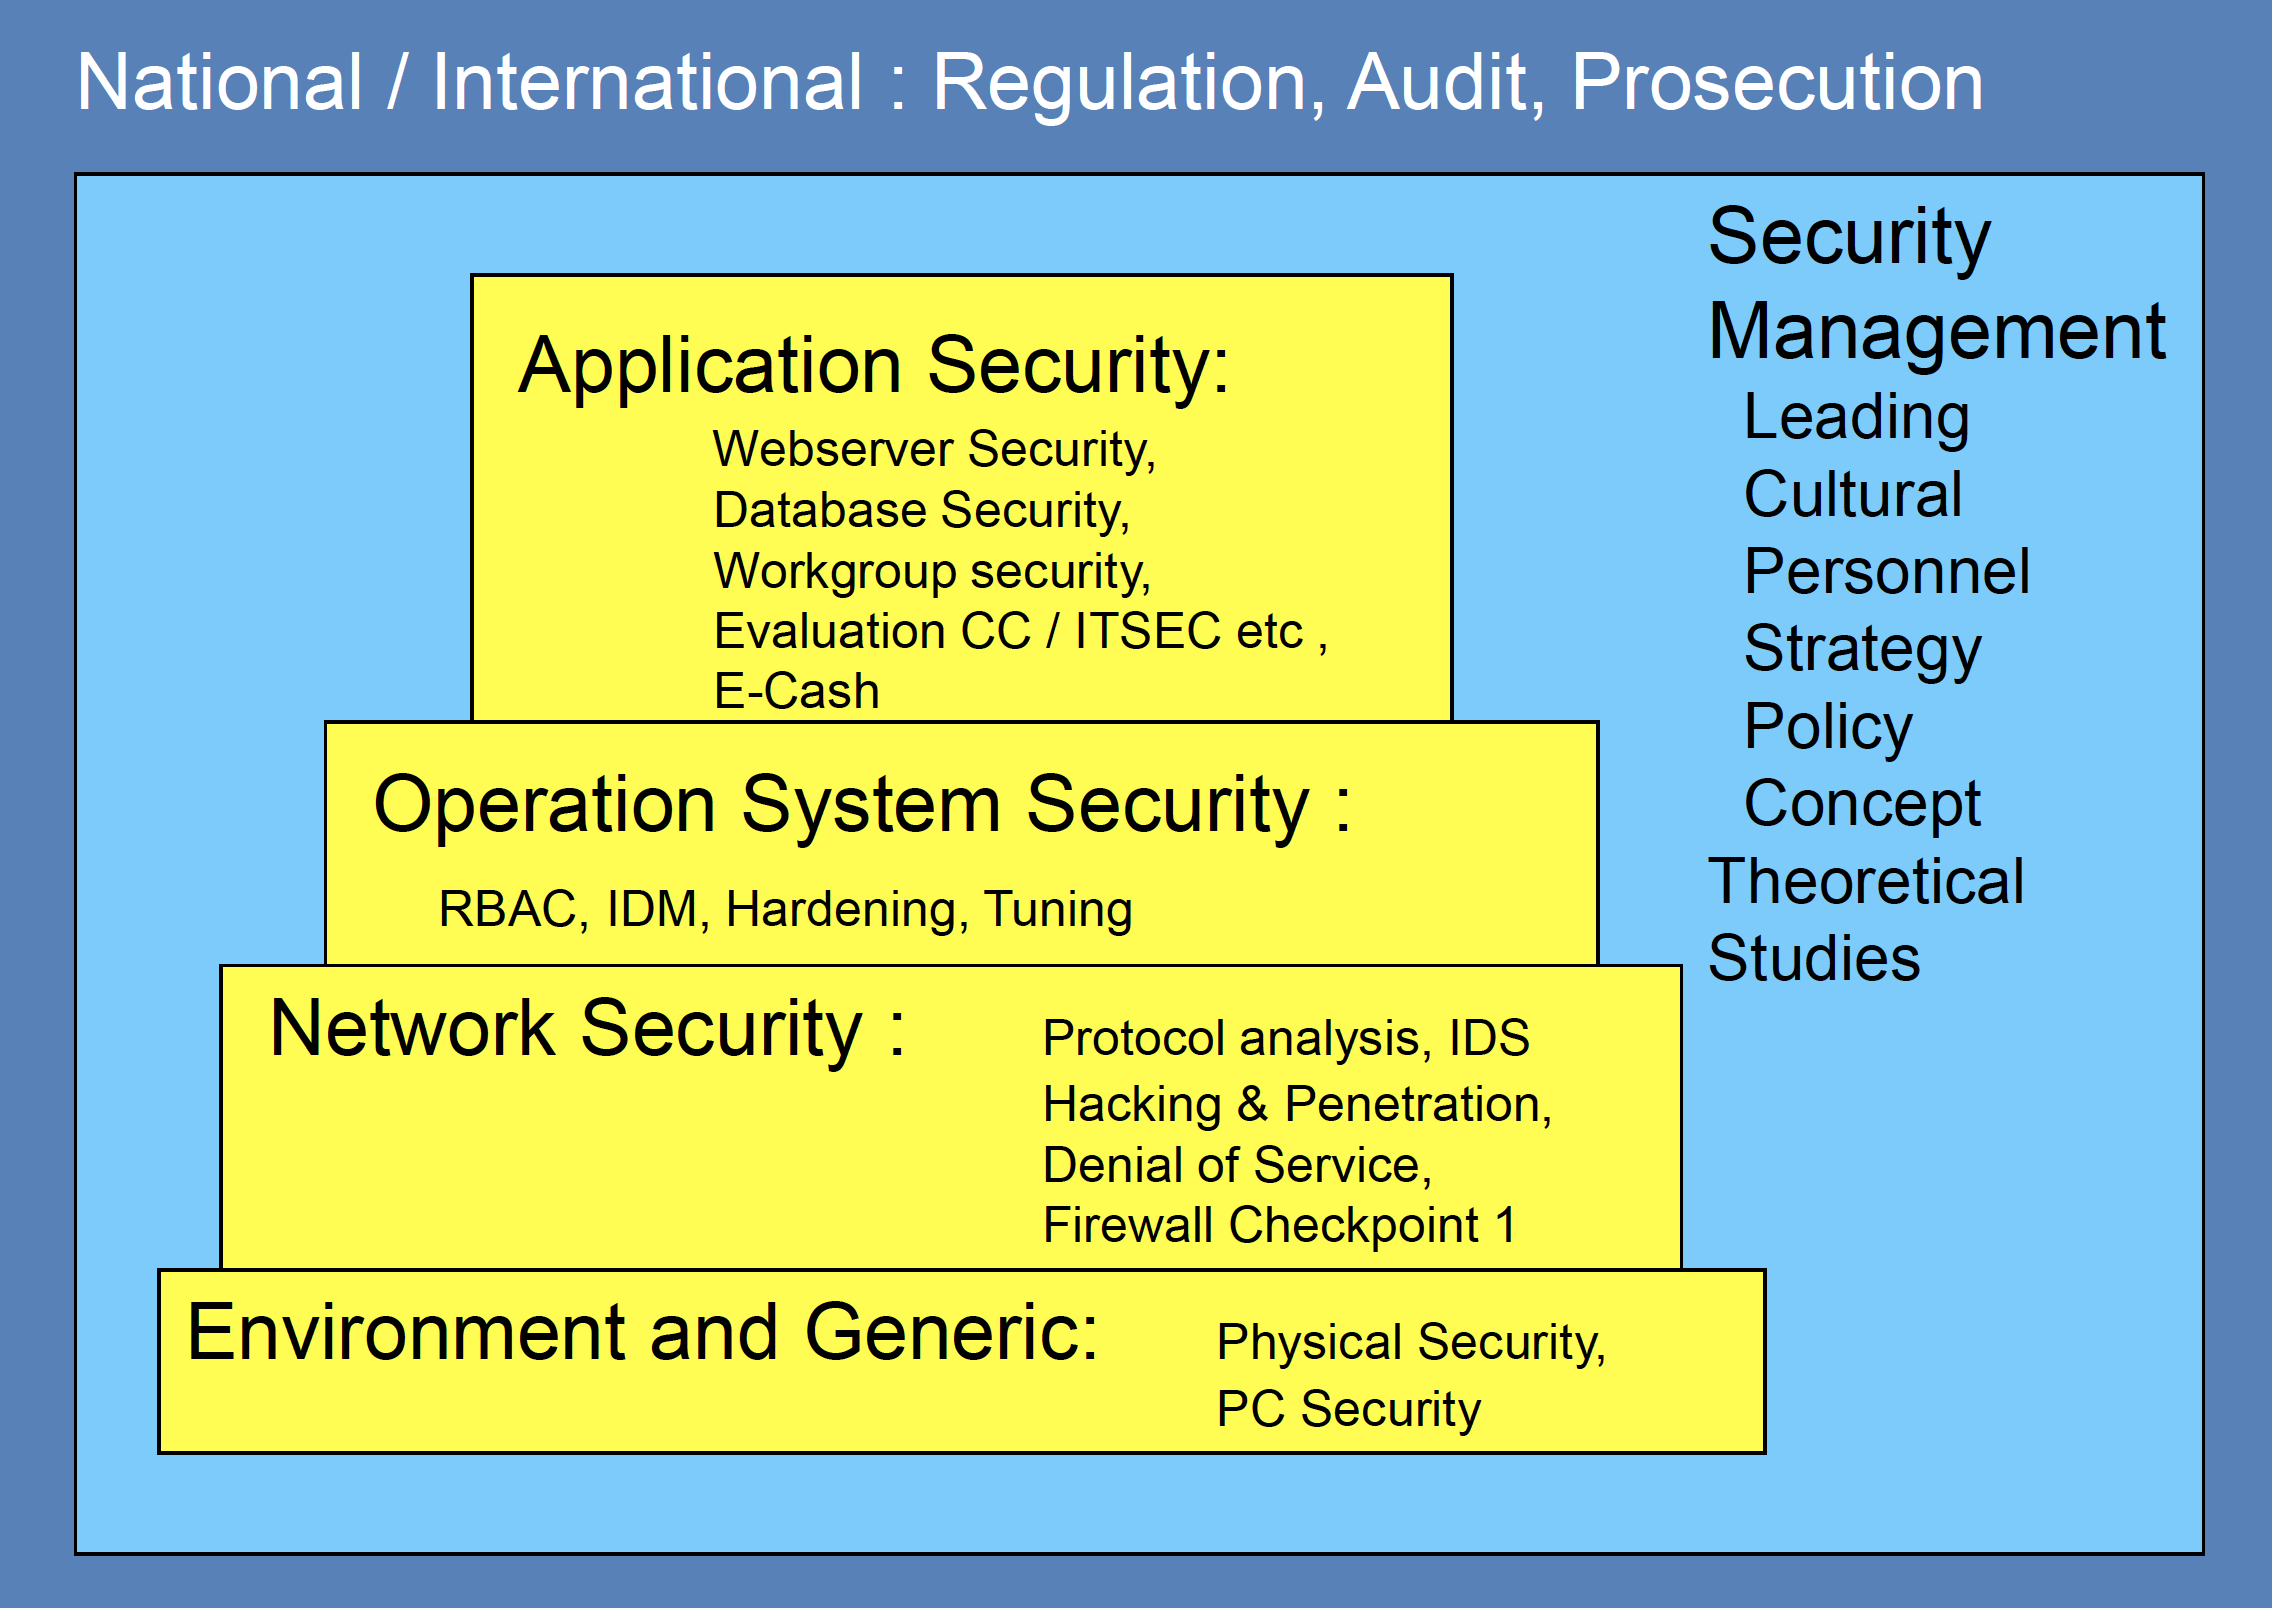 National / International : Regulation, Audit, Prosecution
Security
Management
Leading
Cultural
Personnel
Strategy
Policy
Concept
Theoretical
Studies
Application Security:
Webserver Security,
Database Security,
Workgroup security,
Evaluation CC / ITSEC etc ,
E-Cash
Operation System Security :
RBAC, IDM, Hardening, Tuning
Network Security :
Protocol analysis, IDS
Hacking & Penetration,
Denial of Service,
Firewall Checkpoint 1
Environment and Generic:
Physical Security,
PC Security